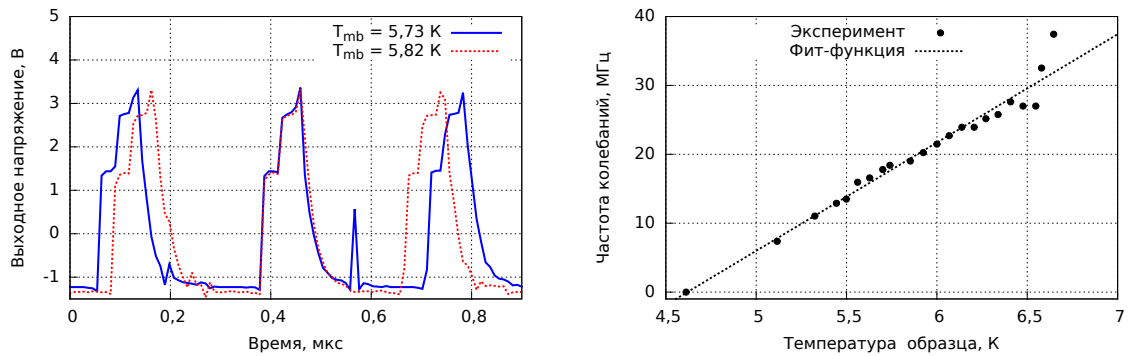 5
4
3
2
1
0
-1
0
0,2
0,4
0,6
0,8
Выходное напряжение, В
Время, мкс
Tmb = 5,73 К
Tmb = 5,82 К
40
30
20
10
0
4,5
5
5,5
6
6,5
7
Частота колебаний, МГц
Температура образца, К
Эксперимент
Фит-функция